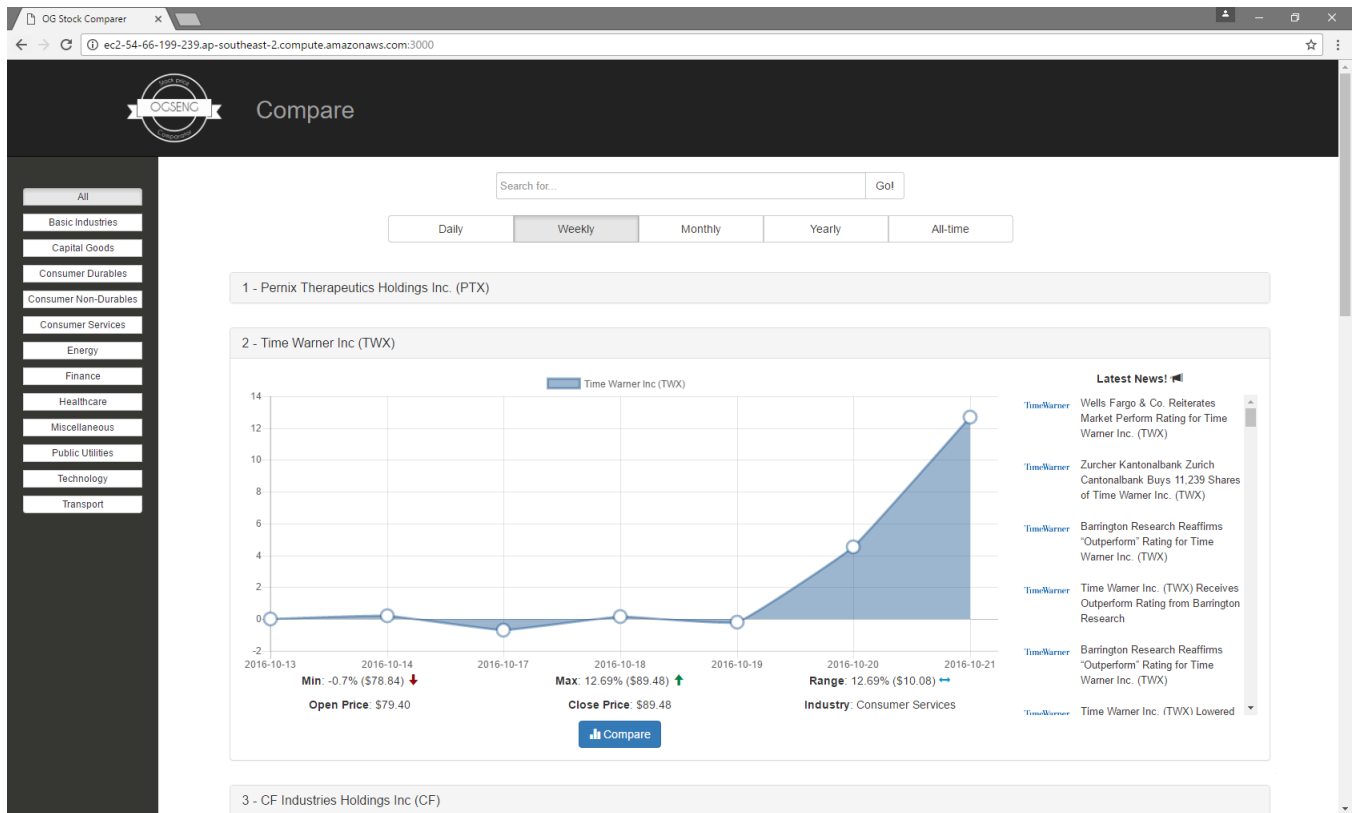 OG Stock Comparer
ec2-54-66-199-239.ap-southeast-2.compute.amazonaws.com:3000
Stock price
OGSENG
Comparator
Compare
All
Basic Industries
Capital Goods
Consumer Durables
Consumer Non-Durables
Consumer Services
Energy
Finance
Healthcare
Miscellaneous
Public Utilities
Technology
Transport
Search for...
Go!
Daily
Weekly
Monthly
Yearly
All-time
1 - Pernix Therapeutics Holdings Inc. (PTX)
2 - Time Warner Inc (TWX)
Time Warner Inc (TWX)
14
12
10
8
6
4
2
0
-2
2016-10-13
2016-10-14
2016-10-17
2016-10-18
2016-10-19
2016-10-20
2016-10-21
Min: -0.7% ($78.84)
Max: 12.69% ($89.48)
Range: 12.69% ($10.08)
Open Price: $79.40
Close Price: $89.48
Industry: Consumer Services
Compare
Latest News!
TimeWarner
Wells Fargo & Co. Reiterates
Market Perform Rating for Time
Warner Inc. (TWX)
TimeWarner
Zurcher Kantonalbank Zurich
Cantonalbank Buys 11,239 Shares
of Time Warner Inc. (TWX)
TimeWarner
Barrington Research Reaffirms
“Outperform” Rating for Time
Warner Inc. (TWX)
TimeWarner
Time Warner Inc. (TWX) Receives
Outperform Rating from Barrington
Research
TimeWarner
Barrington Research Reaffirms
“Outperform” Rating for Time
Warner Inc. (TWX)
TimeWarner
Time Warner Inc. (TWX) Lowered
3 - CF Industries Holdings Inc (CF)